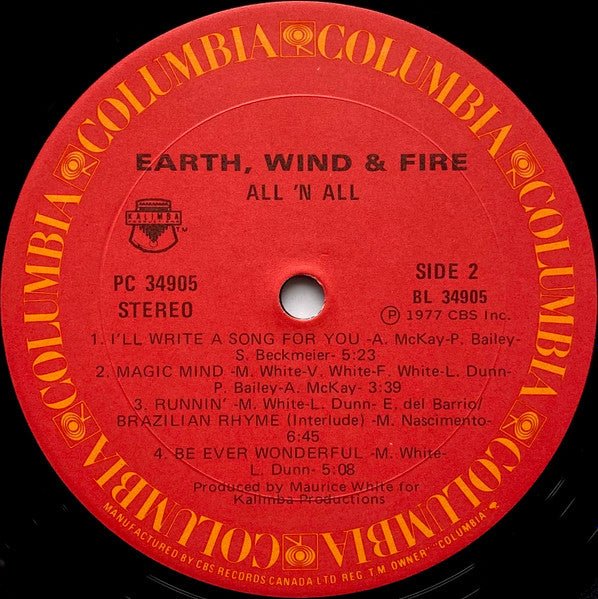 COLUMBIA COLUMBIA COLUMBIA COLUMBIA COLUMBIA COLUMBIA
EARTH, WIND & FIRE
ALL 'N ALL
KALIMBA
TM
PC 34905
STEREO
SIDE 2
BL 34905
Ⓟ 1977 CBS Inc.
1. I'LL WRITE A SONG FOR YOU -A. McKay-P. Bailey-
S. Beckmeier- 5:23
2. MAGIC MIND -M. White-V. White-F. White-L. Dunn-
P. Bailey-A. McKay- 3:39
3. RUNNIN' -M. White-L. Dunn- E. del Barrio/
BRAZILIAN RHYME (Interlude) -M. Nascimento-
6:45
4. BE EVER WONDERFUL -M. White-
L. Dunn- 5:08
Produced by Maurice White for
Kalimba Productions
MANUFACTURED BY CBS RECORDS CANADA LTD REG. T.M. OWNER "COLUMBIA"